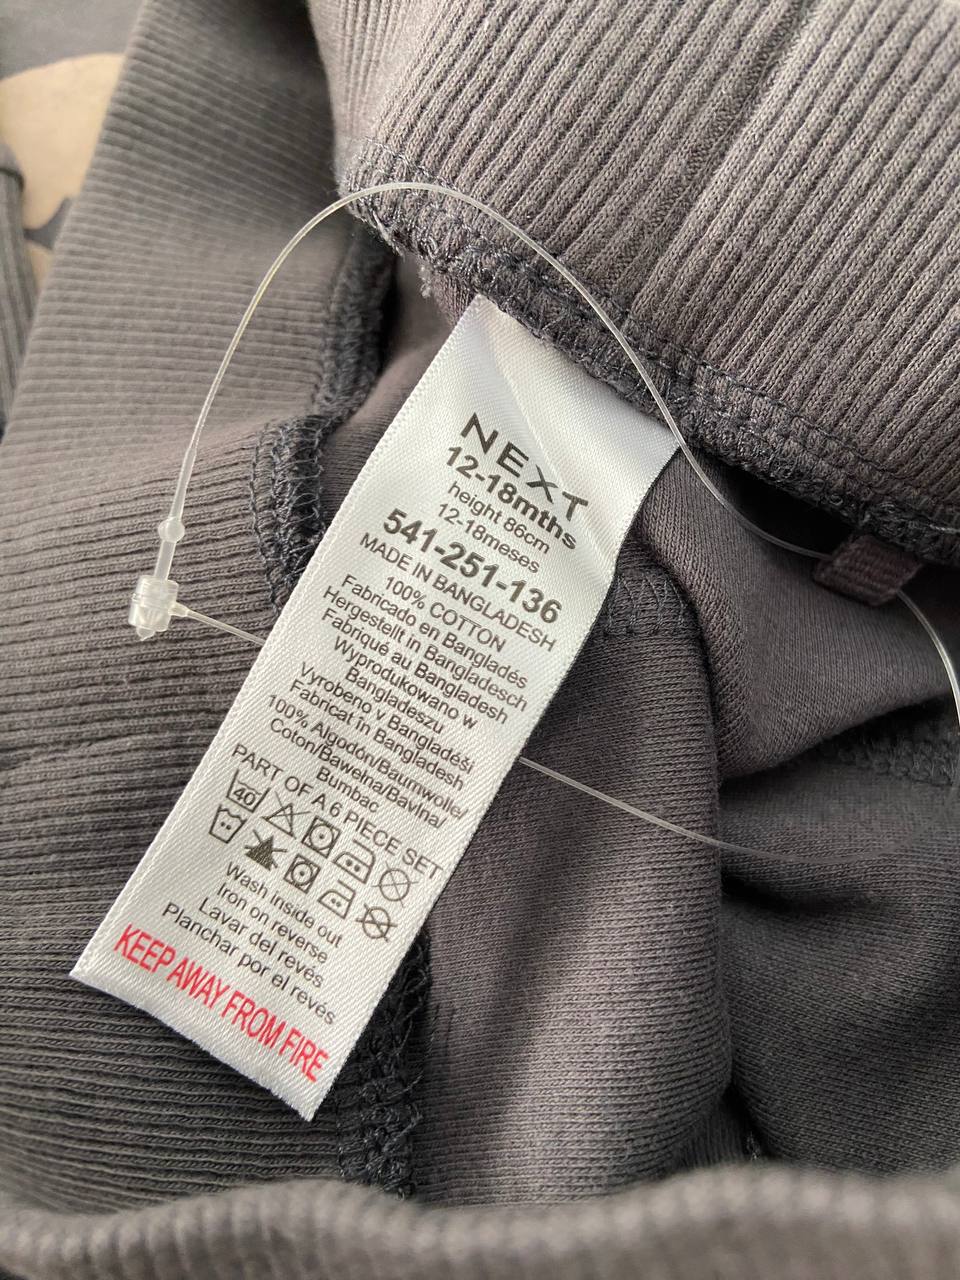 NEXT
12-18mths
height 86cm
12-18meses
541-251-136
MADE IN BANGLADESH
100% COTTON
Fabricado en Bangladés
Hergestellt in Bangladesch
Fabriqué au Bangladesh
Wyprodukowano w
Bangladeszu
Vyrobeno v Bangladéši
Fabricat în Bangladesh
100% Algodón/Baumwolle/
Coton/Bawełna/Bavlna/
Bumbac
PART OF A 6 PIECE SET
40
Wash inside out
Iron on reverse
Lavar del revés
Planchar por el revés
KEEP AWAY FROM FIRE